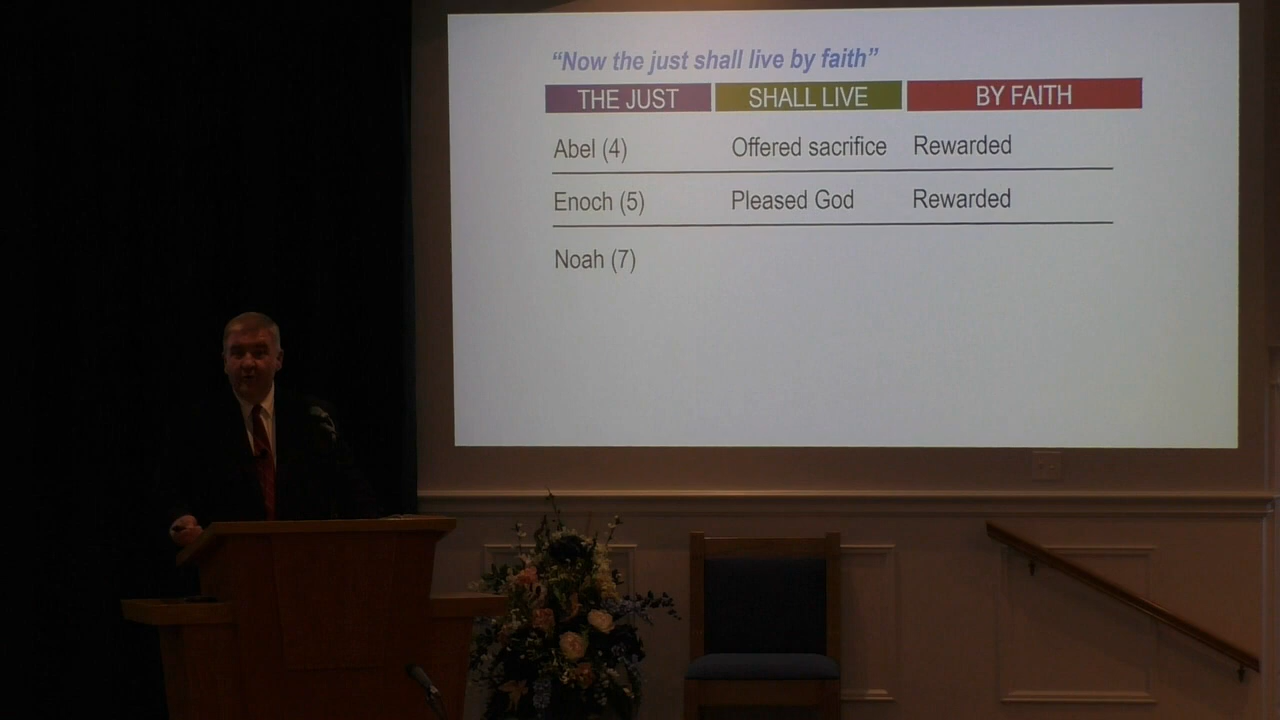 “Now the just shall live by faith”
THE JUST SHALL LIVE BY FAITH
Abel (4) Offered sacrifice Rewarded
Enoch (5) Pleased God Rewarded
Noah (7)